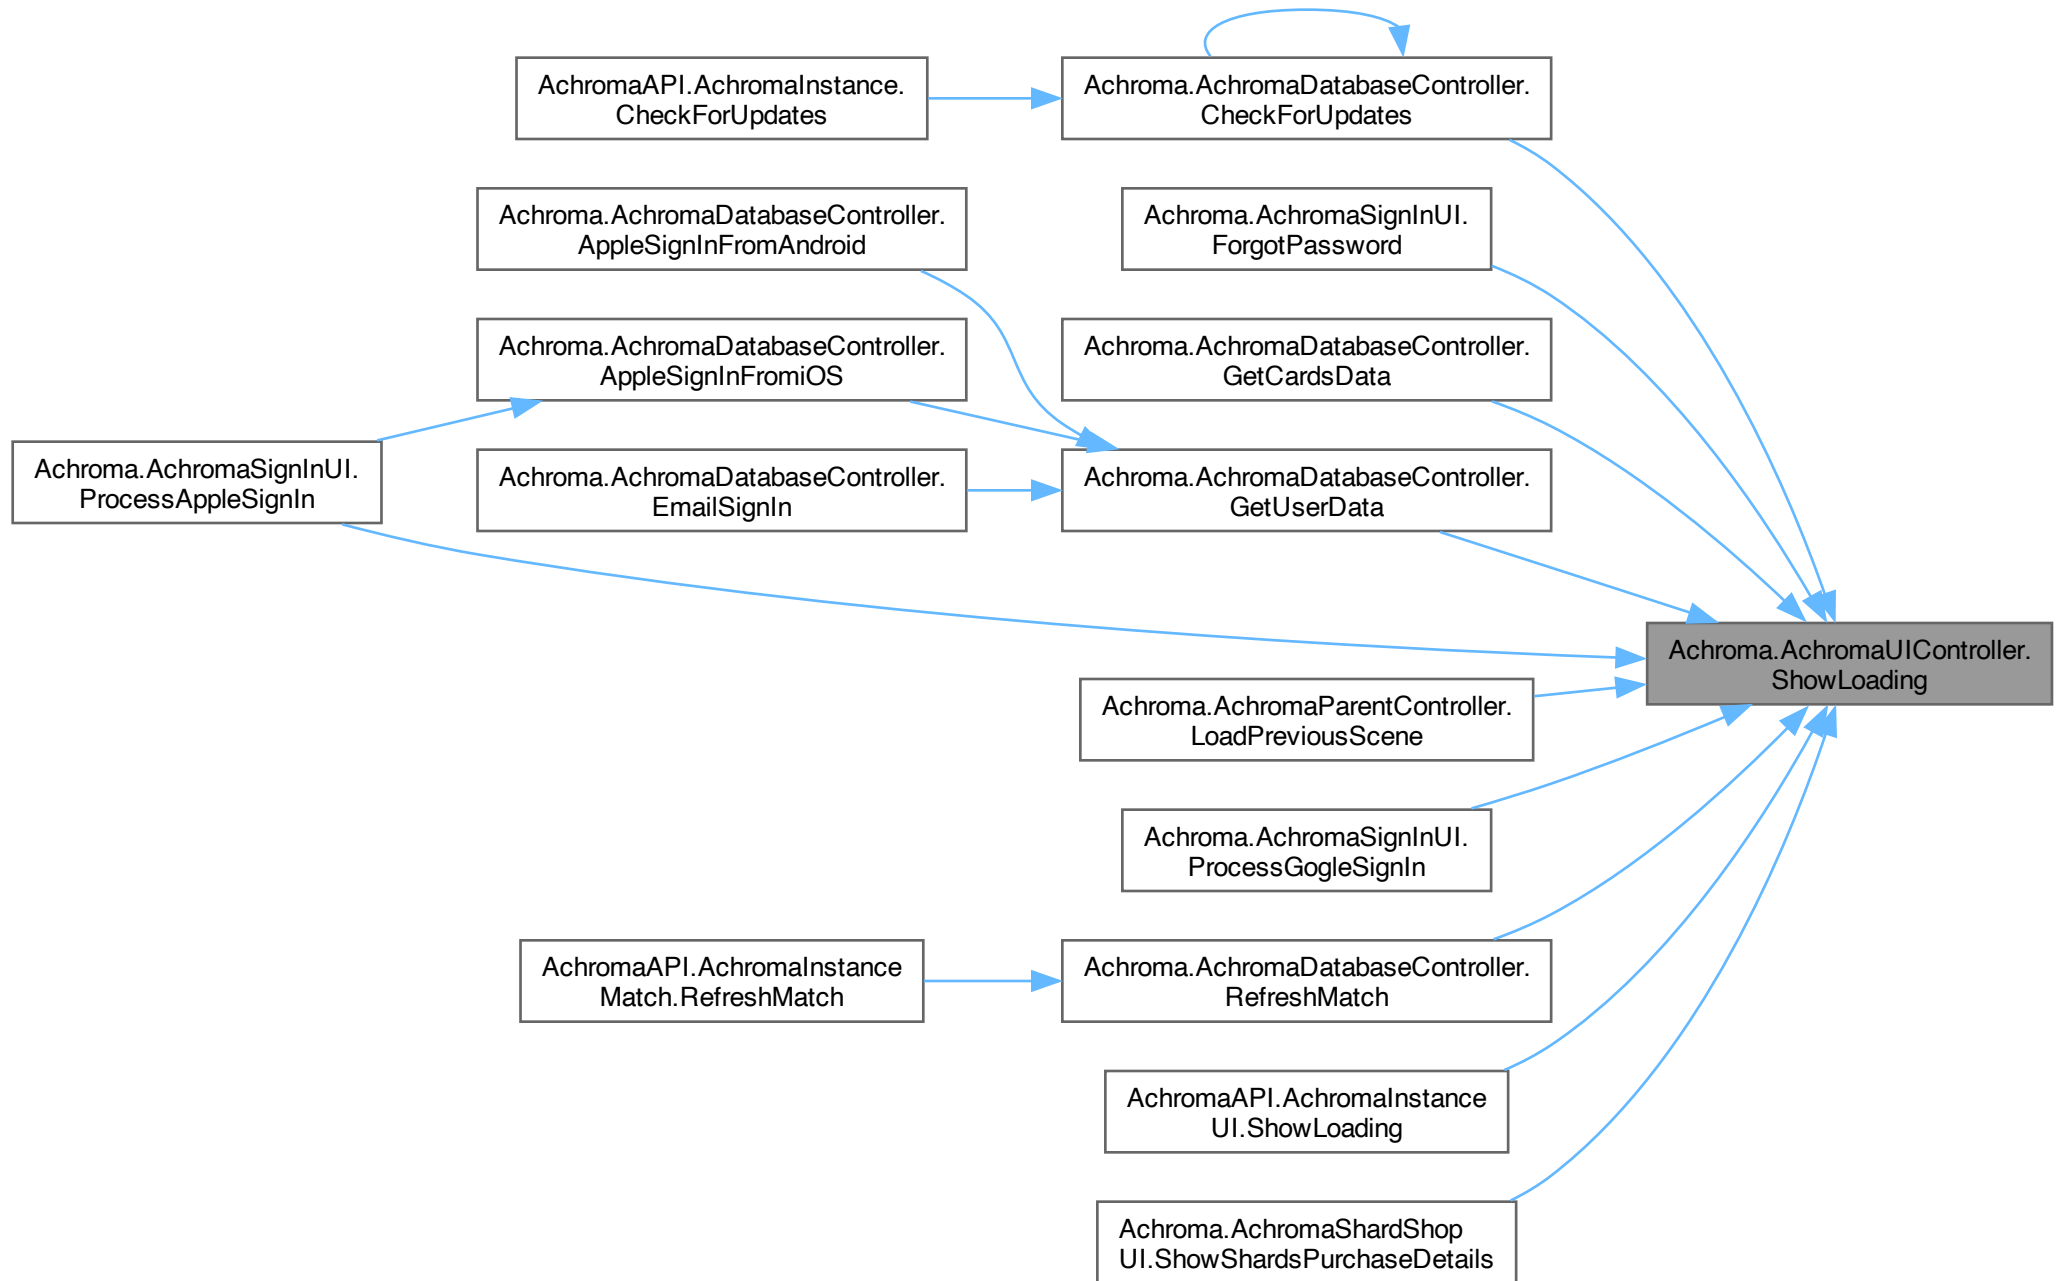 AchromaAPI.AchromaInstance.
CheckForUpdates
Achroma.AchromaDatabaseController.
CheckForUpdates
Achroma.AchromaDatabaseController.
AppleSignInFromAndroid
Achroma.AchromaSignInUI.
ForgotPassword
Achroma.AchromaDatabaseController.
AppleSignInFromiOS
Achroma.AchromaDatabaseController.
GetCardsData
Achroma.AchromaSignInUI.
ProcessAppleSignIn
Achroma.AchromaDatabaseController.
EmailSignIn
Achroma.AchromaDatabaseController.
GetUserData
Achroma.AchromaUIController.
ShowLoading
Achroma.AchromaParentController.
LoadPreviousScene
Achroma.AchromaSignInUI.
ProcessGogleSignIn
AchromaAPI.AchromaInstance
Match.RefreshMatch
Achroma.AchromaDatabaseController.
RefreshMatch
AchromaAPI.AchromaInstance
UI.ShowLoading
Achroma.AchromaShardShop
UI.ShowShardsPurchaseDetails